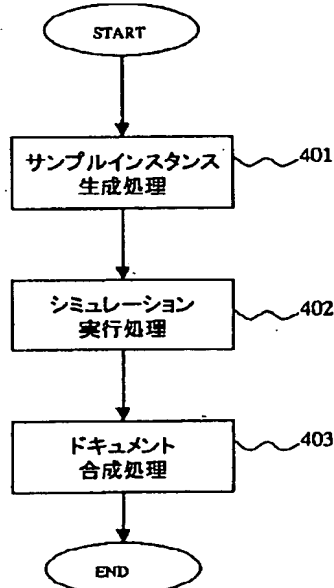 START
サンプルインスタンス
生成処理
401
シミュレーション
実行処理
402
ドキュメント
合成処理
403
END